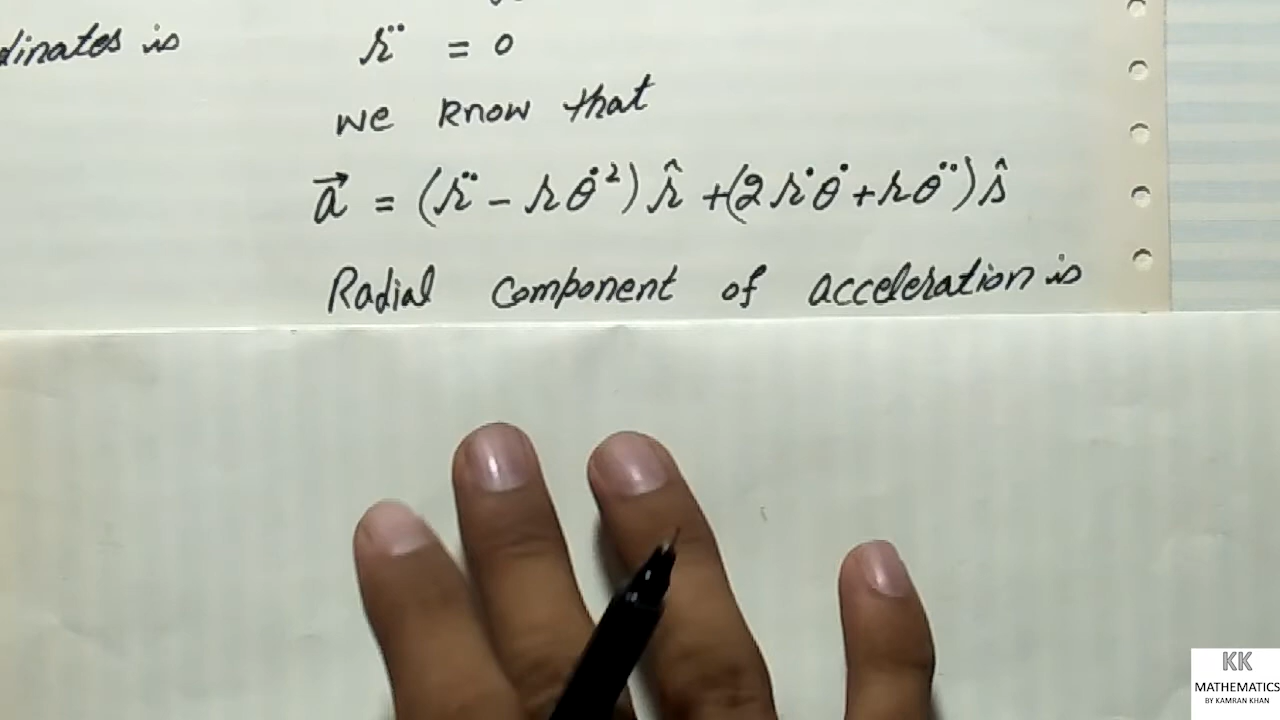 dinates is
r̈ = 0
we know that
a⃗ = (r̈ - rθ̇²) r̂ + (2ṙθ̇ + rθ̈) ŝ
Radial component of acceleration is
KK
MATHEMATICS
BY KAMRAN KHAN